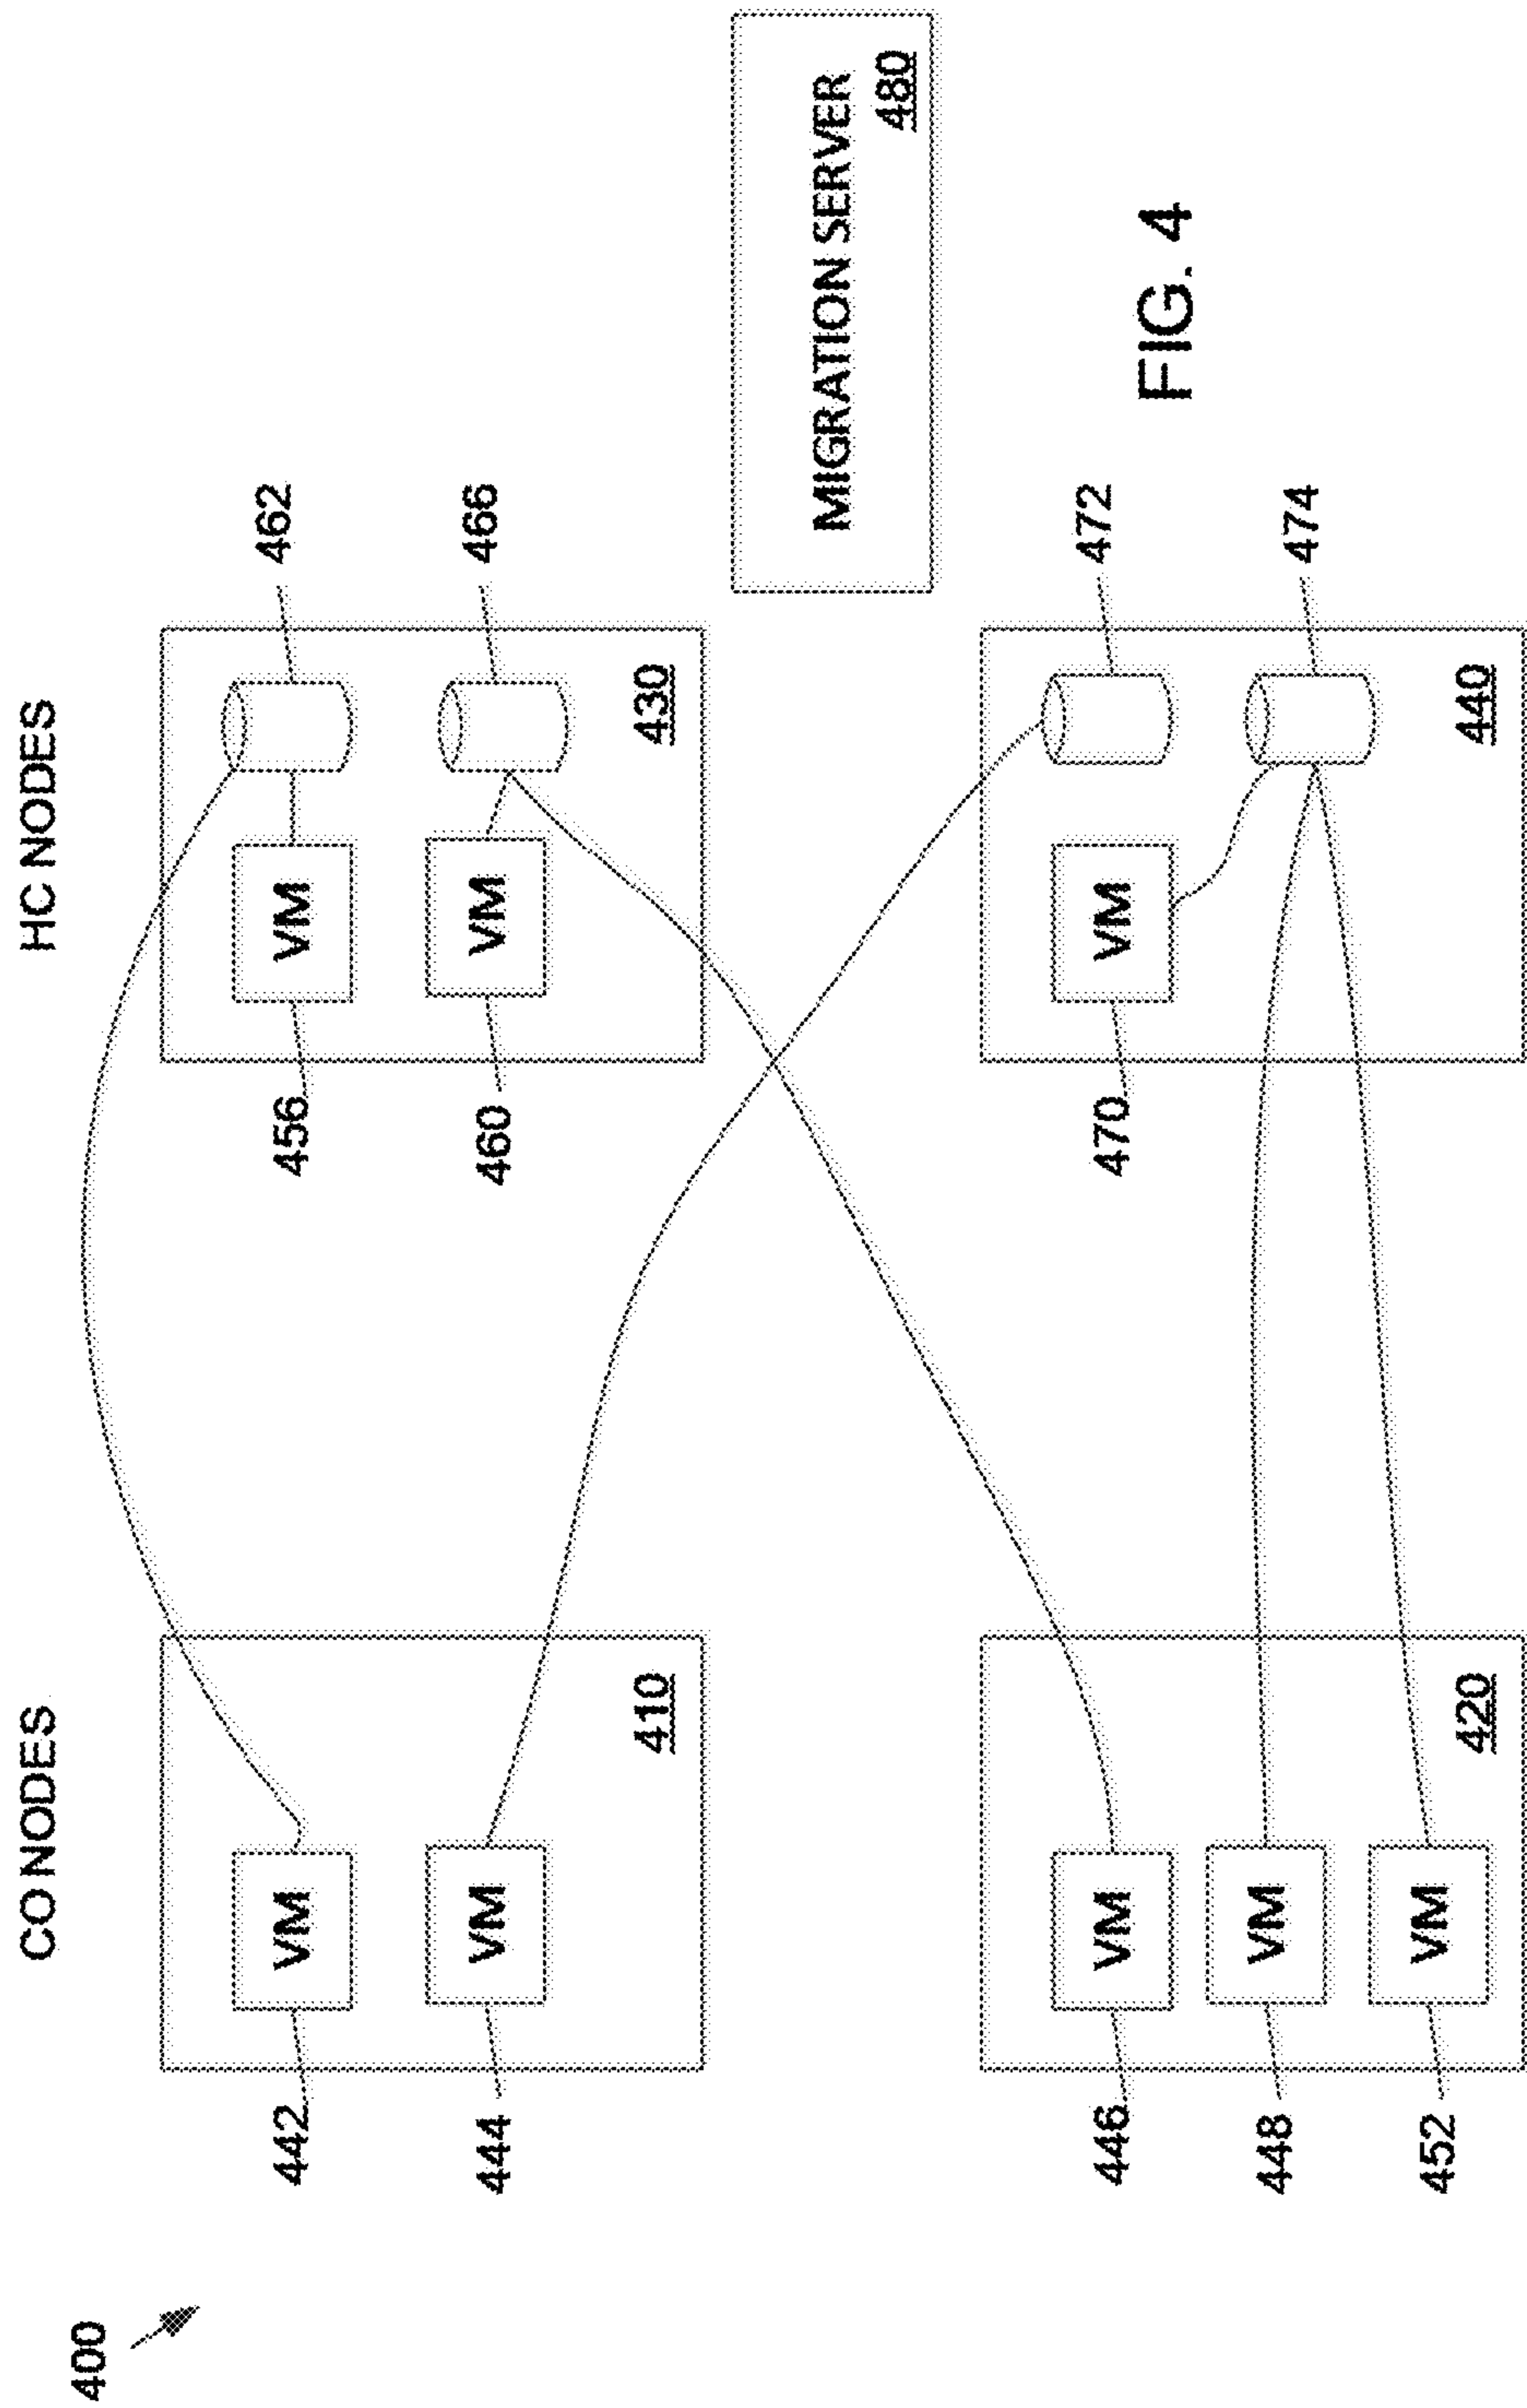 400
CO NODES
HC NODES
442
VM
444
VM
410
456
VM
462
460
VM
466
430
MIGRATION SERVER
480
446
VM
448
VM
452
VM
420
470
VM
472
474
440
FIG. 4